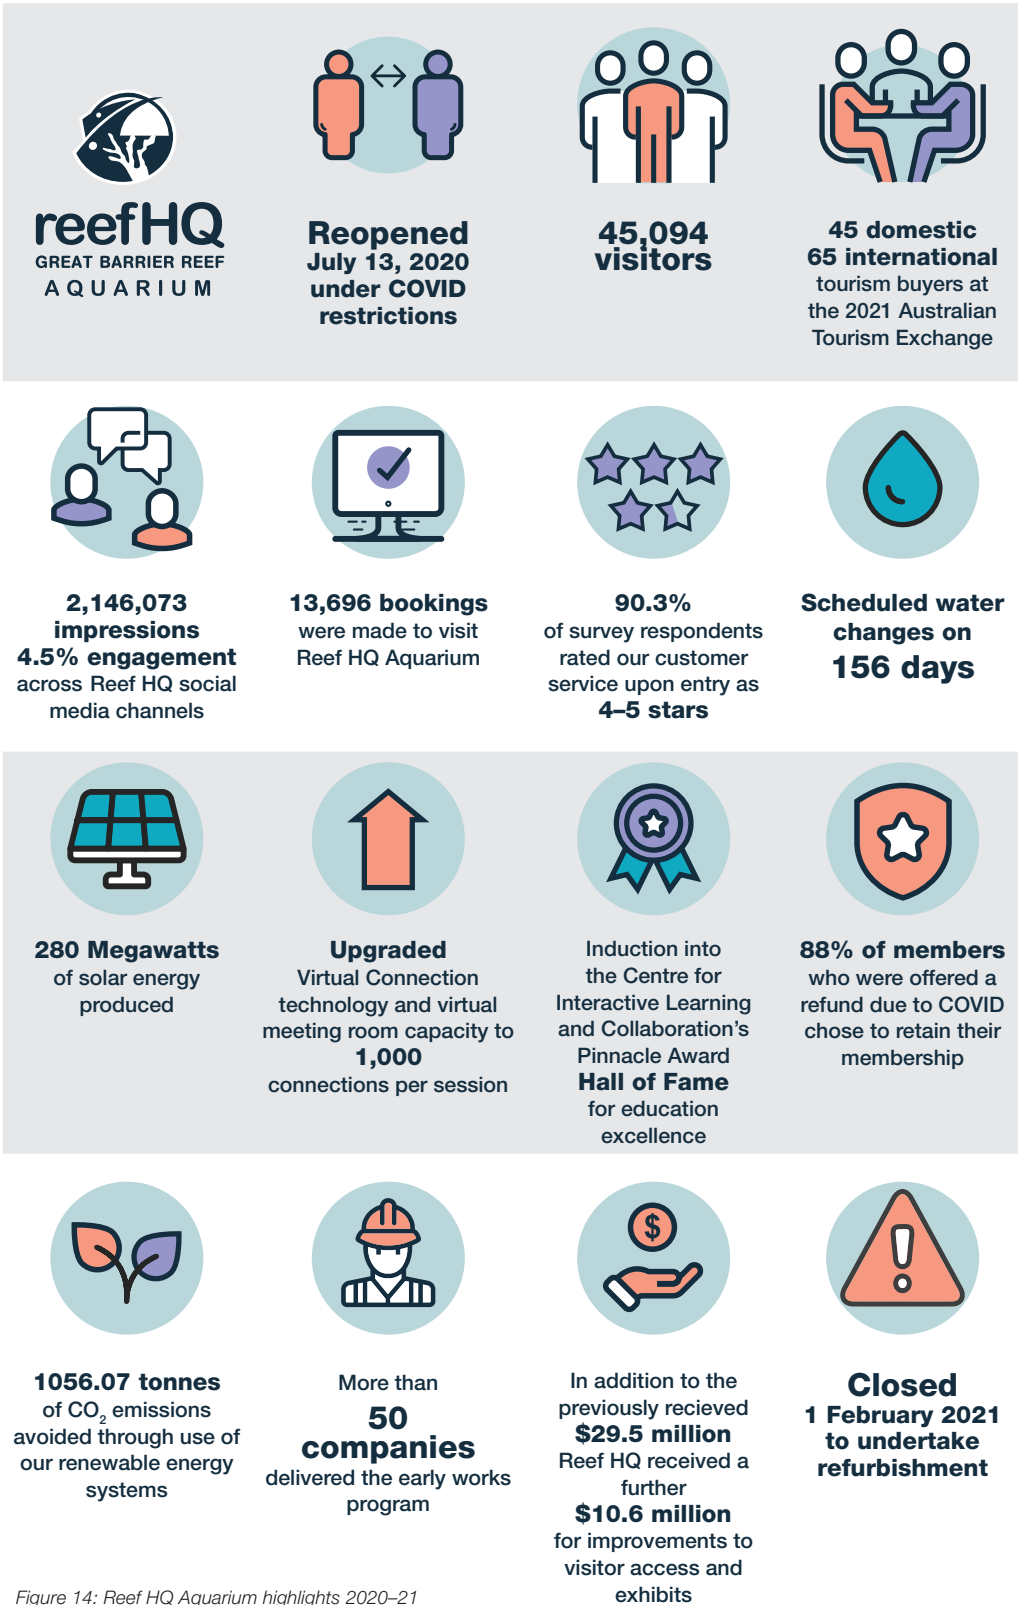 reefHQ
GREAT BARRIER REEF
AQUARIUM
Reopened
July 13, 2020
under COVID
restrictions
45,094
visitors
45 domestic
65 international
tourism buyers at
the 2021 Australian
Tourism Exchange
2,146,073
impressions
4.5% engagement
across Reef HQ social
media channels
13,696 bookings
were made to visit
Reef HQ Aquarium
90.3%
of survey respondents
rated our customer
service upon entry as
4–5 stars
Scheduled water
changes on
156 days
280 Megawatts
of solar energy
produced
Upgraded
Virtual Connection
technology and virtual
meeting room capacity to
1,000
connections per session
Induction into
the Centre for
Interactive Learning
and Collaboration's
Pinnacle Award
Hall of Fame
for education
excellence
88% of members
who were offered a
refund due to COVID
chose to retain their
membership
1056.07 tonnes
of CO₂ emissions
avoided through use of
our renewable energy
systems
More than
50
companies
delivered the early works
program
$
In addition to the
previously recieved
$29.5 million
Reef HQ received a
further
$10.6 million
for improvements to
visitor access and
exhibits
Closed
1 February 2021
to undertake
refurbishment
Figure 14: Reef HQ Aquarium highlights 2020–21